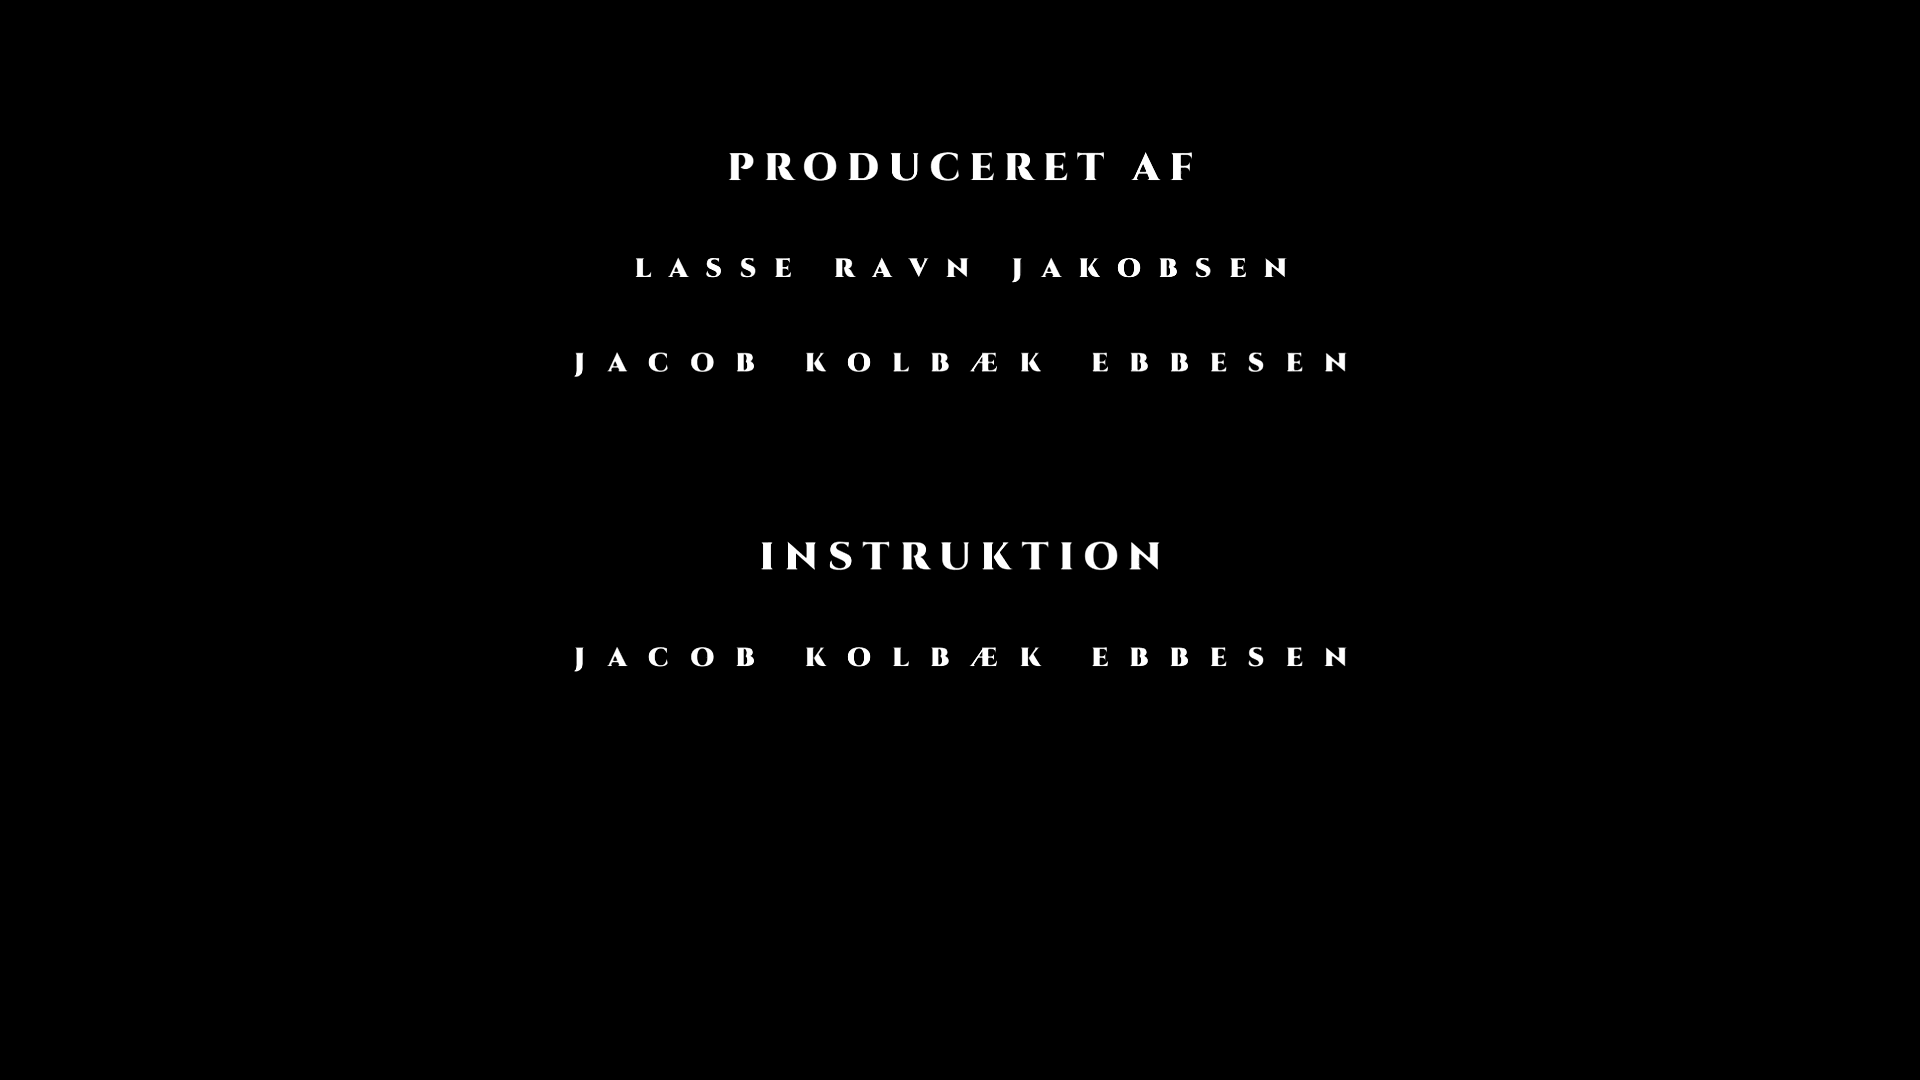 PRODUCERET AF
LASSE RAVN JAKOBSEN
JACOB KOLBÆK EBBESEN
INSTRUKTION
JACOB KOLBÆK EBBESEN